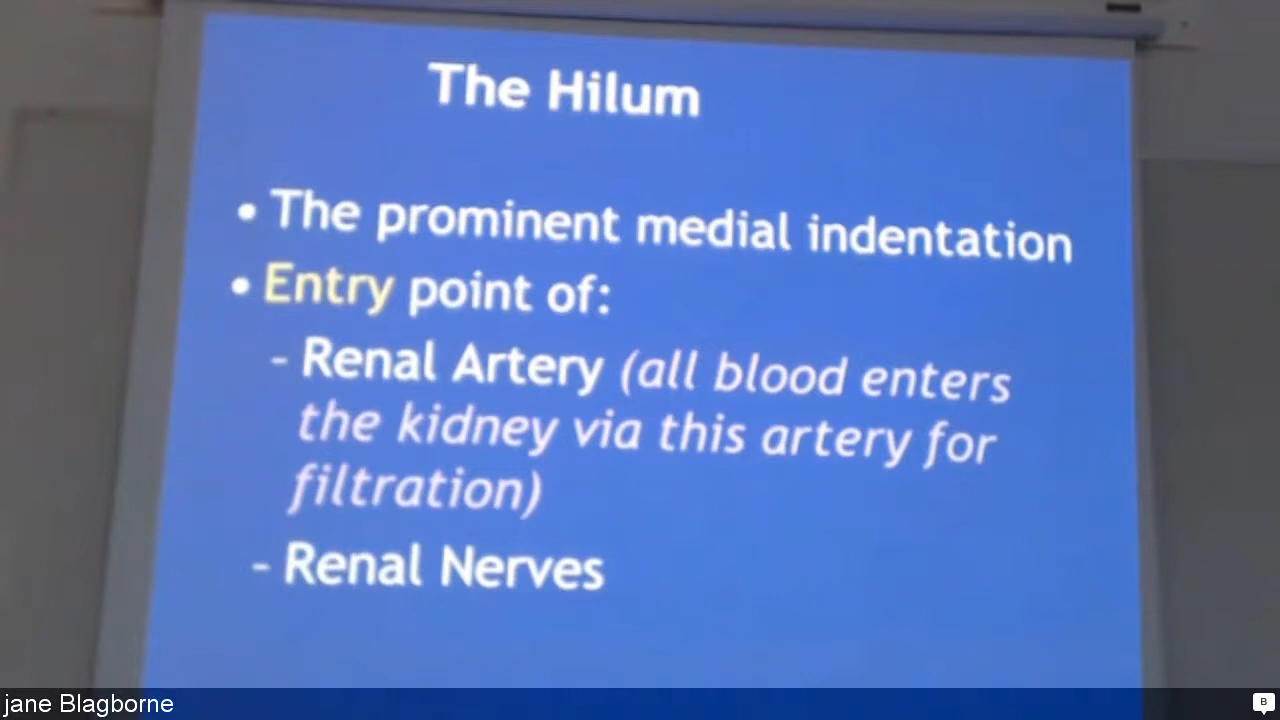 The Hilum
• The prominent medial indentation
• Entry point of:
– Renal Artery (all blood enters
the kidney via this artery for
filtration)
– Renal Nerves
jane Blagborne
B